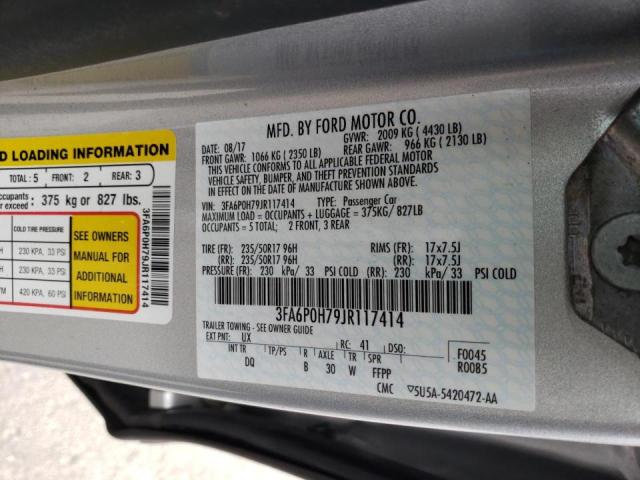 D LOADING INFORMATION
TOTAL: 5 FRONT: 2 REAR: 3
375 kg or 827 lbs.
COLD TIRE PRESSURE
230 KPA, 33 PSI
230 KPA, 33 PSI
420 KPA, 60 PSI
SEE OWNERS
MANUAL FOR
ADDITIONAL
INFORMATION
3FA6P0H79JR117414
MFD. BY FORD MOTOR CO.
DATE: 08/17 GVWR: 2009 KG ( 4430 LB)
FRONT GAWR: 1066 KG ( 2350 LB) REAR GAWR: 966 KG ( 2130 LB)
THIS VEHICLE CONFORMS TO ALL APPLICABLE FEDERAL MOTOR
VEHICLE SAFETY, BUMPER, AND THEFT PREVENTION STANDARDS
IN EFFECT ON THE DATE OF MANUFACTURE SHOWN ABOVE.
VIN: 3FA6P0H79JR117414 TYPE: Passenger Car
MAXIMUM LOAD = OCCUPANTS + LUGGAGE = 375KG/ 827LB
OCCUPANTS: = 5 TOTAL: 2 FRONT, 3 REAR
TIRE (FR): 235/50R17 96H RIMS (FR): 17x7.5J
(RR): 235/50R17 96H (RR): 17x7.5J
PRESSURE (FR): 230 kPa/ 33 PSI COLD (RR): 230 kPa/ 33 PSI COLD
3FA6P0H79JR117414
TRAILER TOWING - SEE OWNER GUIDE
EXT PNT: UX RC: 41 DSO: F0045
INT TR TP/PS R AXLE TR SPR R0085
DQ B 30 W FFPP
CMC ▽5U5A-5420472-AA